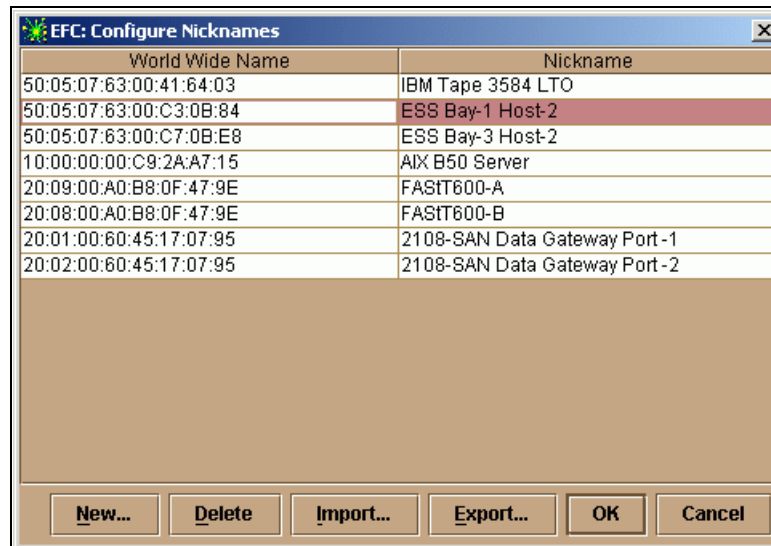 EFC: Configure Nicknames
World Wide Name Nickname
50:05:07:63:00:41:64:03 IBM Tape 3584 LTO
50:05:07:63:00:C3:0B:84 ESS Bay-1 Host-2
50:05:07:63:00:C7:0B:E8 ESS Bay-3 Host-2
10:00:00:00:C9:2A:A7:15 AIX B50 Server
20:09:00:A0:B8:0F:47:9E FAStT600-A
20:08:00:A0:B8:0F:47:9E FAStT600-B
20:01:00:60:45:17:07:95 2108-SAN Data Gateway Port-1
20:02:00:60:45:17:07:95 2108-SAN Data Gateway Port-2
New... Delete Import... Export... OK Cancel